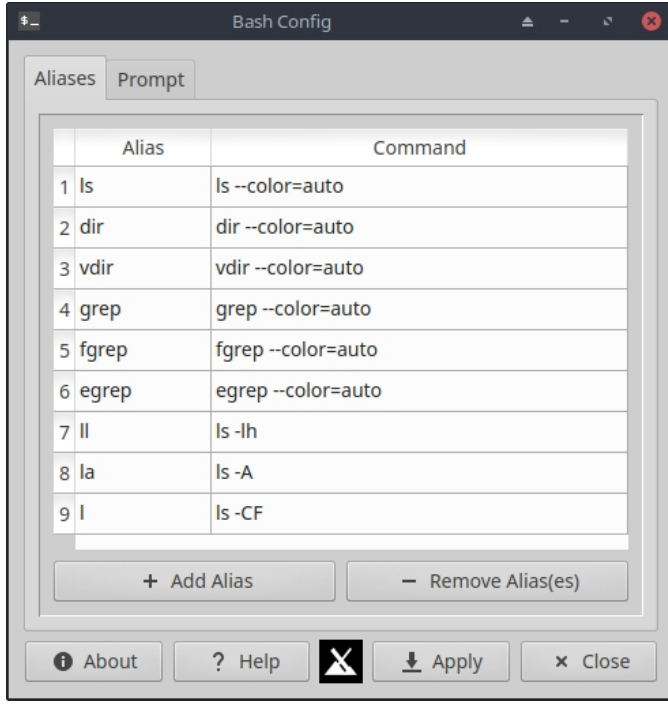 $_ Bash Config
Aliases Prompt
Alias Command
1 ls ls --color=auto
2 dir dir --color=auto
3 vdir vdir --color=auto
4 grep grep --color=auto
5 fgrep fgrep --color=auto
6 egrep egrep --color=auto
7 ll ls -lh
8 la ls -A
9 l ls -CF
+ Add Alias − Remove Alias(es)
About ? Help Apply × Close